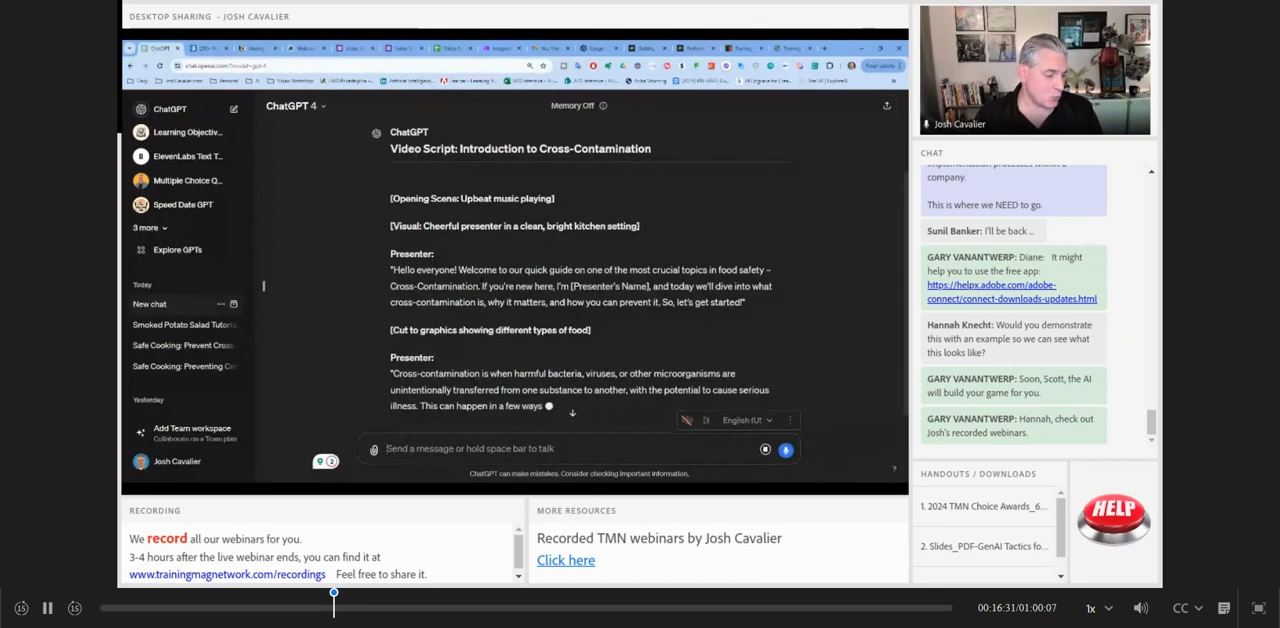 DESKTOP SHARING - JOSH CAVALIER
ChatGPT
chat.openai.com/?model=gpt-4
ChatGPT
Learning Objectiv...
ElevenLabs Text T...
Multiple Choice Q...
Speed Date GPT
3 more
Explore GPTs
Today
New chat
Smoked Potato Salad Tutoria
Safe Cooking: Prevent Cross-
Safe Cooking: Preventing Cro
Yesterday
Add Team workspace
Collaborate on a Team plan
Josh Cavalier
ChatGPT 4
Memory Off
ChatGPT
Video Script: Introduction to Cross-Contamination
[Opening Scene: Upbeat music playing]
[Visual: Cheerful presenter in a clean, bright kitchen setting]
Presenter:
"Hello everyone! Welcome to our quick guide on one of the most crucial topics in food safety –
Cross-Contamination. If you're new here, I'm [Presenter's Name], and today we'll dive into what
cross-contamination is, why it matters, and how you can prevent it. So, let's get started!"
[Cut to graphics showing different types of food]
Presenter:
"Cross-contamination is when harmful bacteria, viruses, or other microorganisms are
unintentionally transferred from one substance to another, with the potential to cause serious
illness. This can happen in a few ways
English (U!
Send a message or hold space bar to talk
2
ChatGPT can make mistakes. Consider checking important information.
?
Josh Cavalier
CHAT
implementation processes within a
company.
This is where we NEED to go.
Sunil Banker: I'll be back ...
GARY VANANTWERP: Diane: It might
help you to use the free app:
https://helpx.adobe.com/adobe-
connect/connect-downloads-updates.html
Hannah Knecht: Would you demonstrate
this with an example so we can see what
this looks like?
GARY VANANTWERP: Soon, Scott, the AI
will build your game for you.
GARY VANANTWERP: Hannah, check out
Josh's recorded webinars.
HANDOUTS / DOWNLOADS
1. 2024 TMN Choice Awards_6...
2. Slides_PDF-GenAI Tactics fo...
HELP
RECORDING
We record all our webinars for you.
3-4 hours after the live webinar ends, you can find it at
www.trainingmagnetwork.com/recordings Feel free to share it.
MORE RESOURCES
Recorded TMN webinars by Josh Cavalier
Click here
15
15
00:16:31/01:00:07
1x
CC